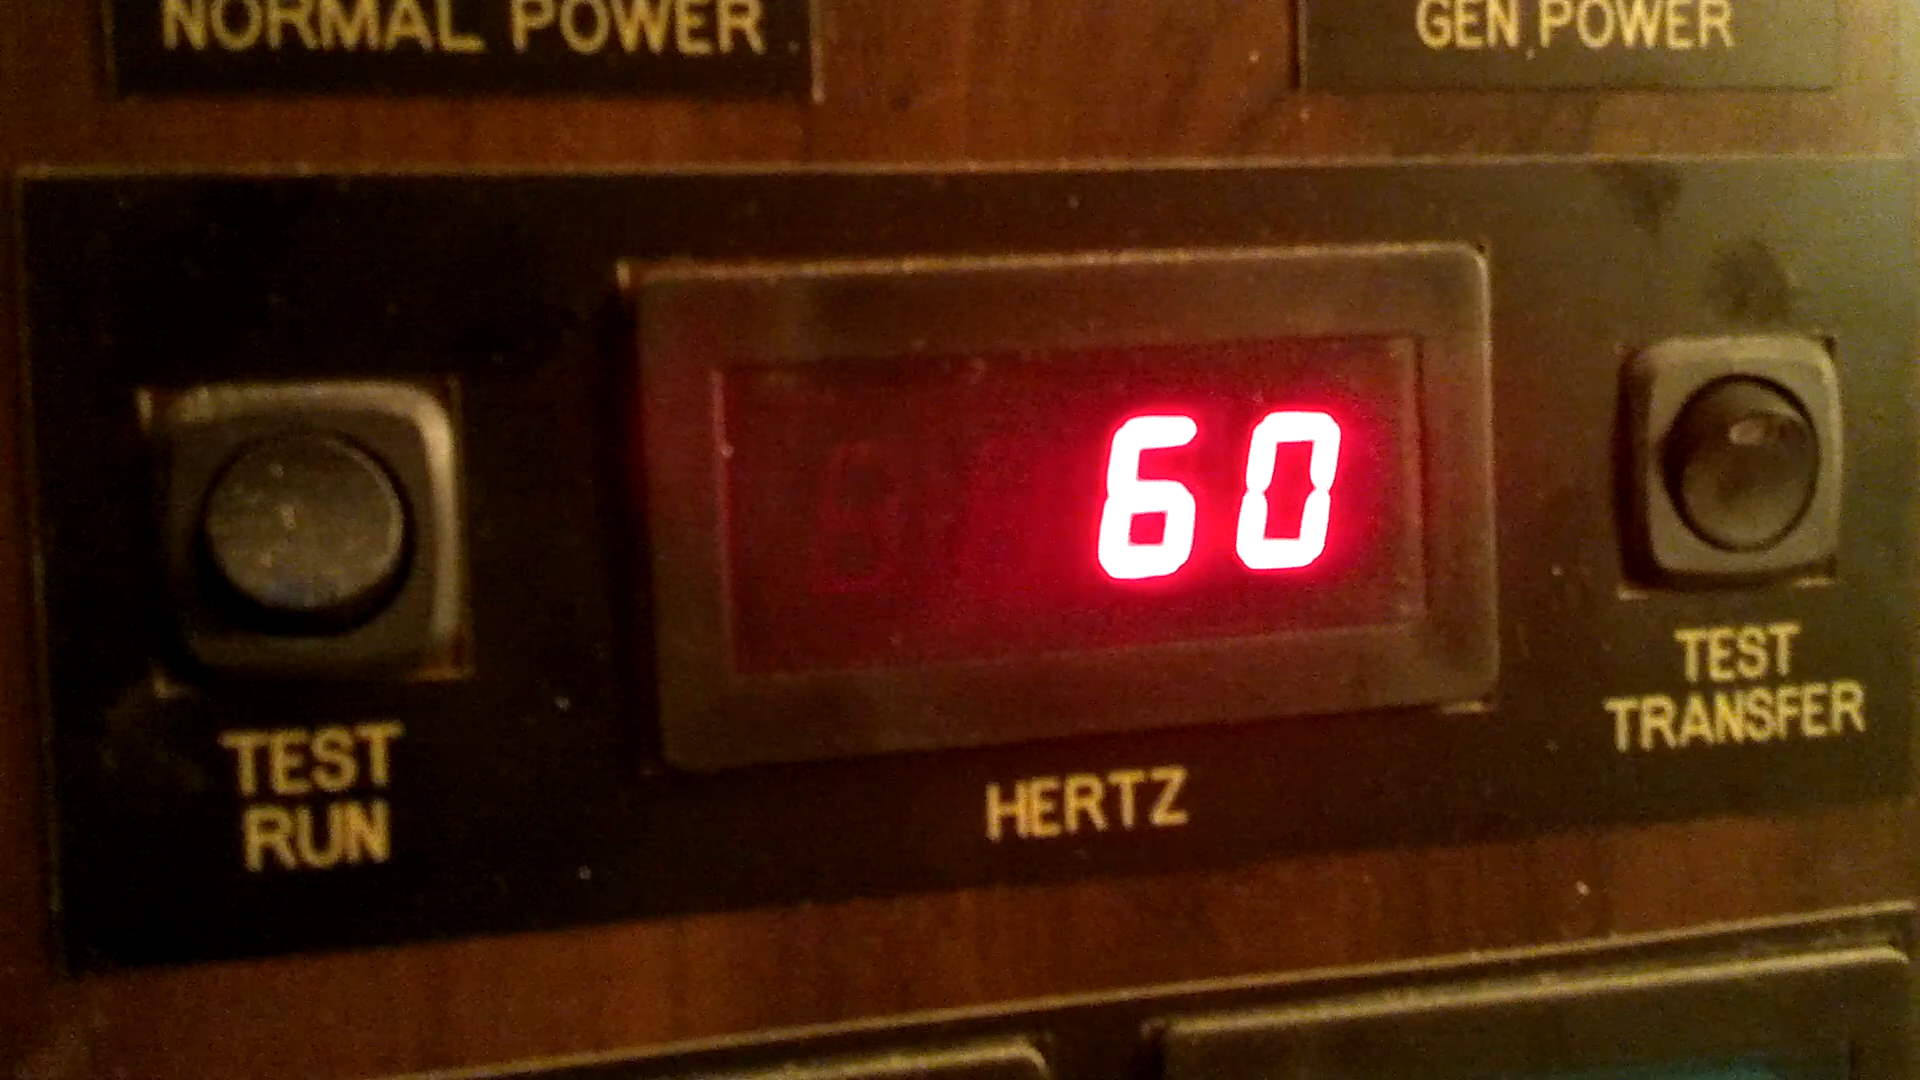 NORMAL POWER
GEN POWER
60
TEST
RUN
HERTZ
TEST
TRANSFER